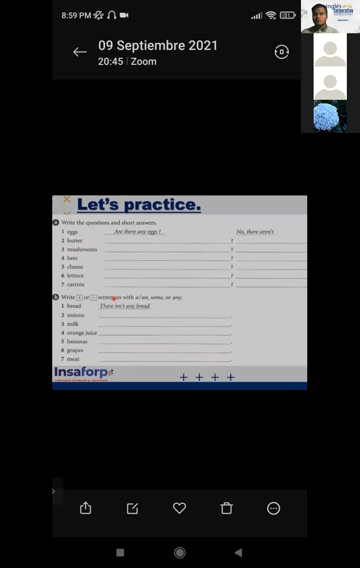 8:59 PM
09 Septiembre 2021
20:45 Zoom
Let's practice.
a Write the questions and short answers.
1 eggs Are there any eggs ? No, there aren't.
2 butter ?
3 mushrooms ?
4 beer ?
5 cheese ?
6 lettuce ?
7 carrots ?
b Write + or - sentences with a/an, some, or any.
1 bread There isn't any bread.
2 onions .
3 milk .
4 orange juice .
5 bananas .
6 grapes .
7 meat .
Insaforp
+ + + +